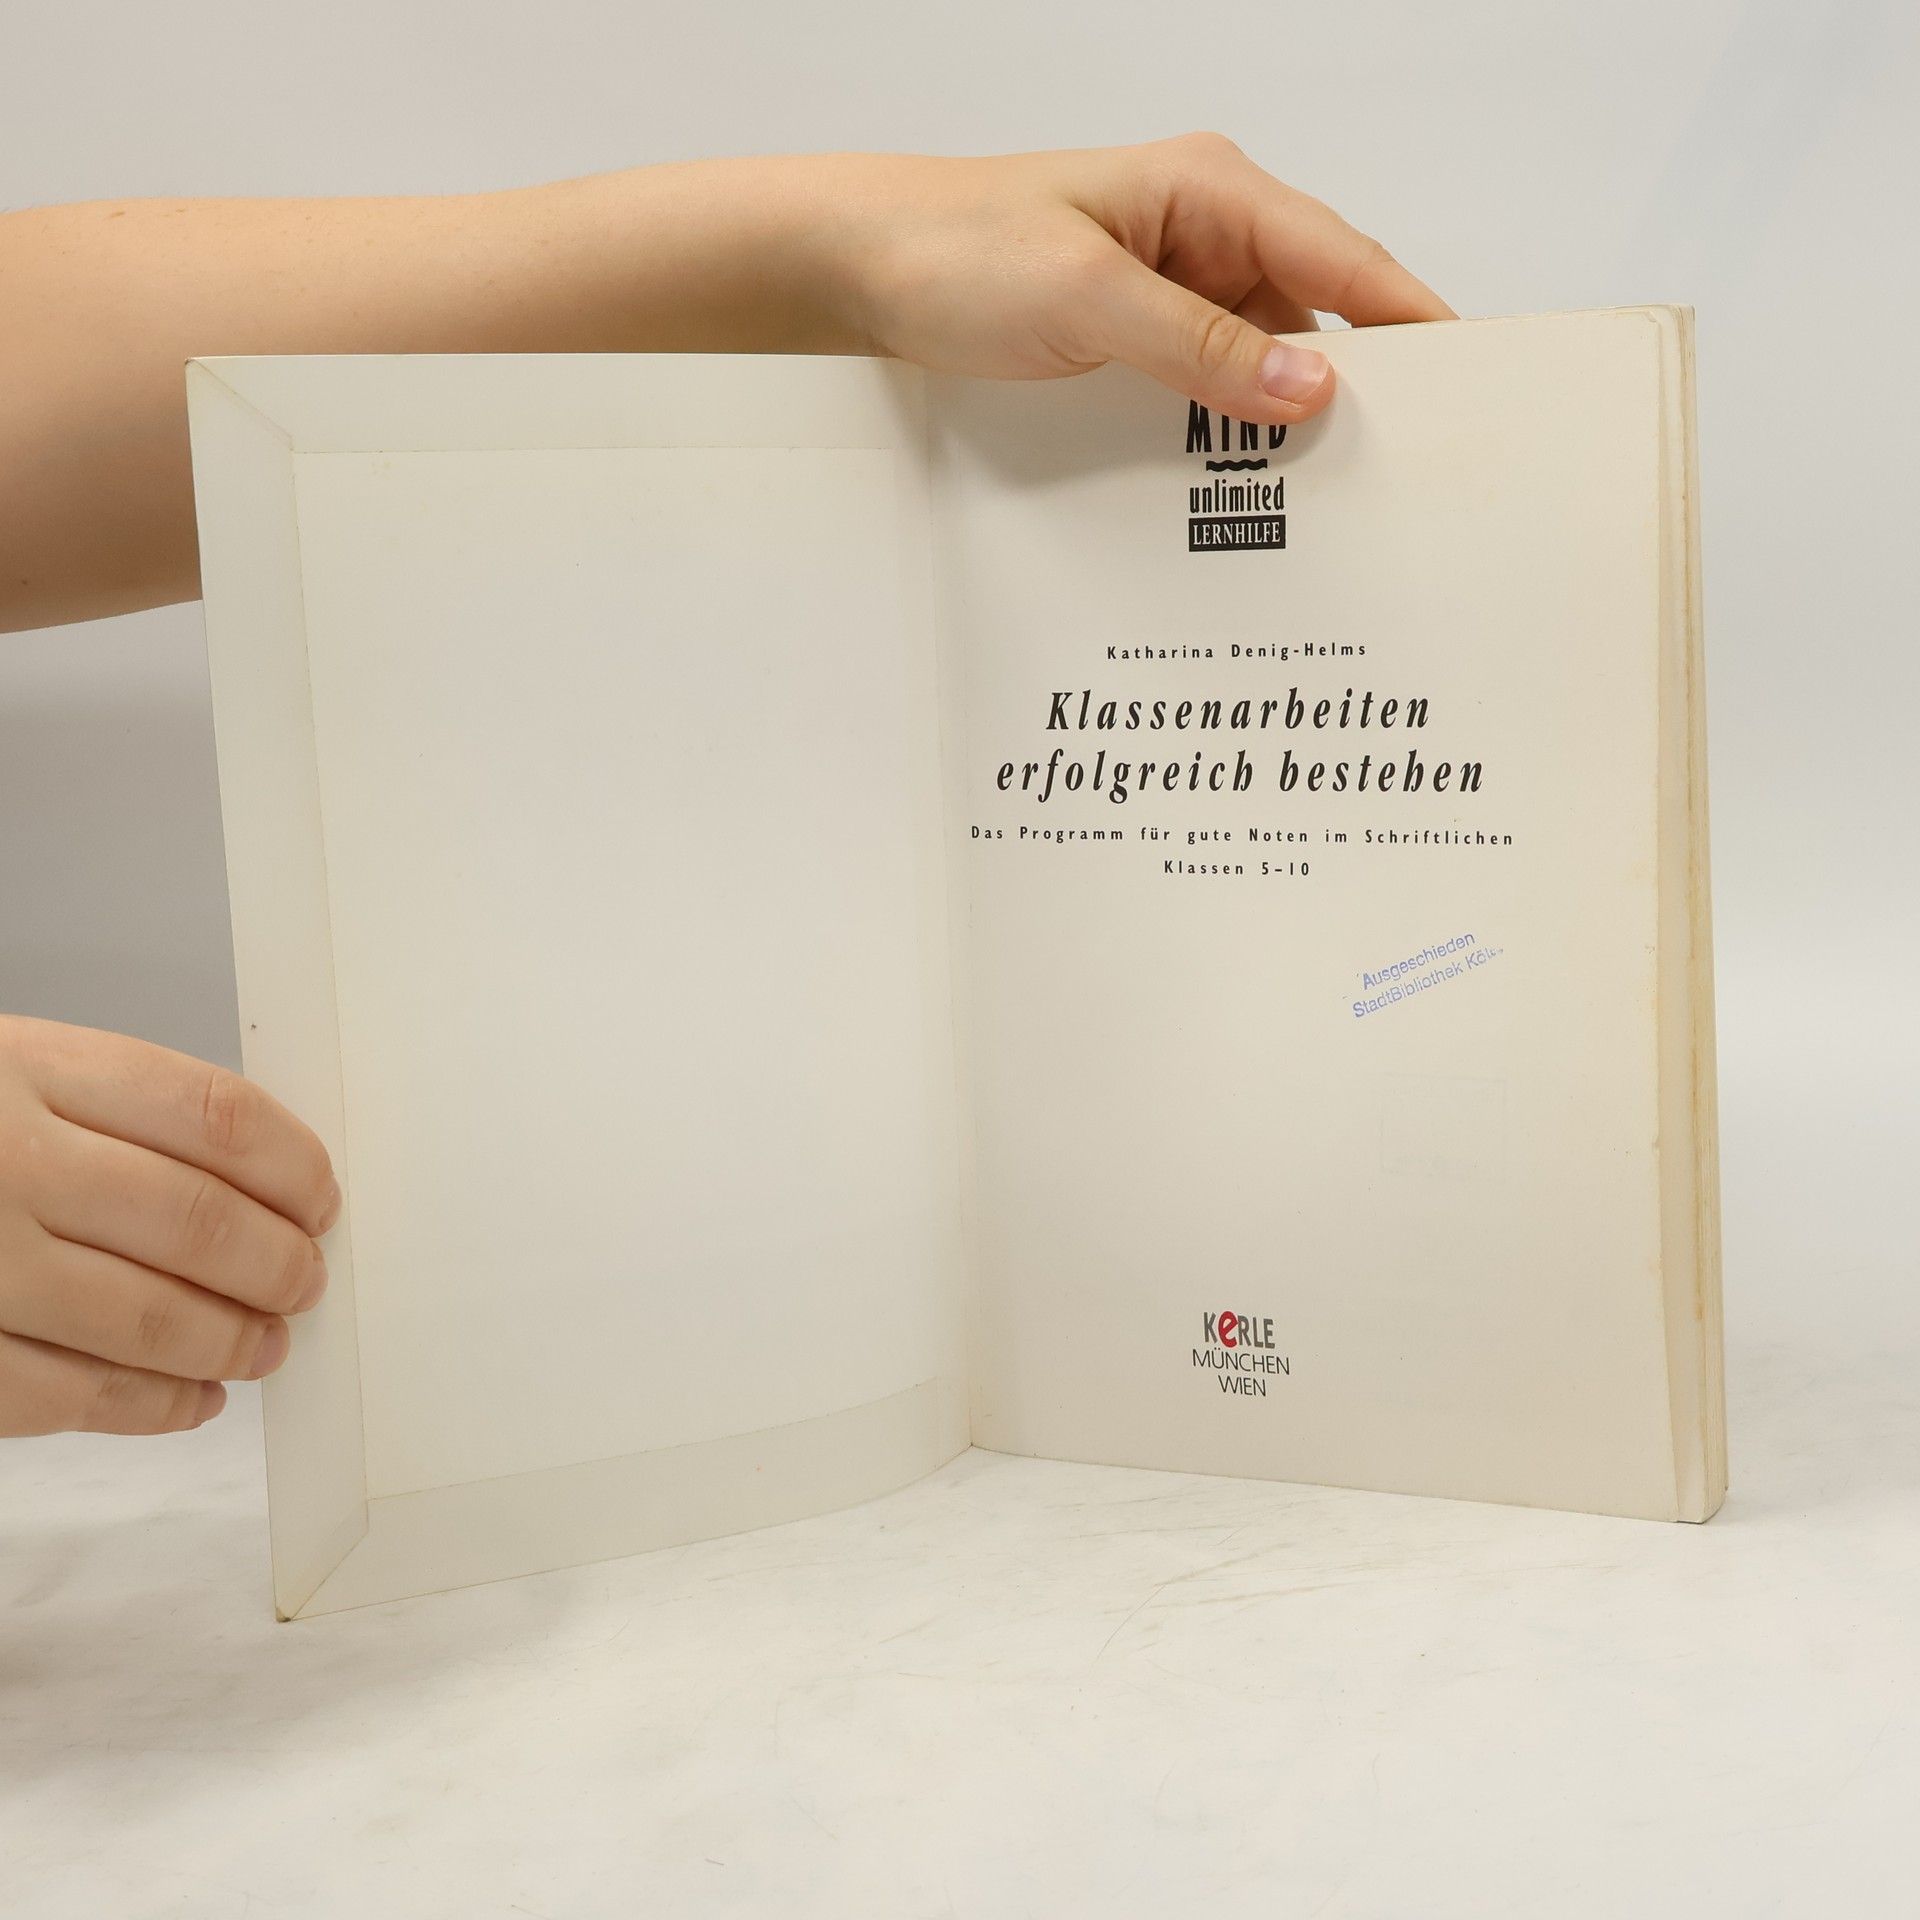 MIND
unlimited
LERNHILFE
Katharina Denig-Helms
Klassenarbeiten
erfolgreich bestehen
Das Programm für gute Noten im Schriftlichen
Klassen 5–10
Ausgeschieden
StadtBibliothek Köln
KeRLE
MÜNCHEN
WIEN